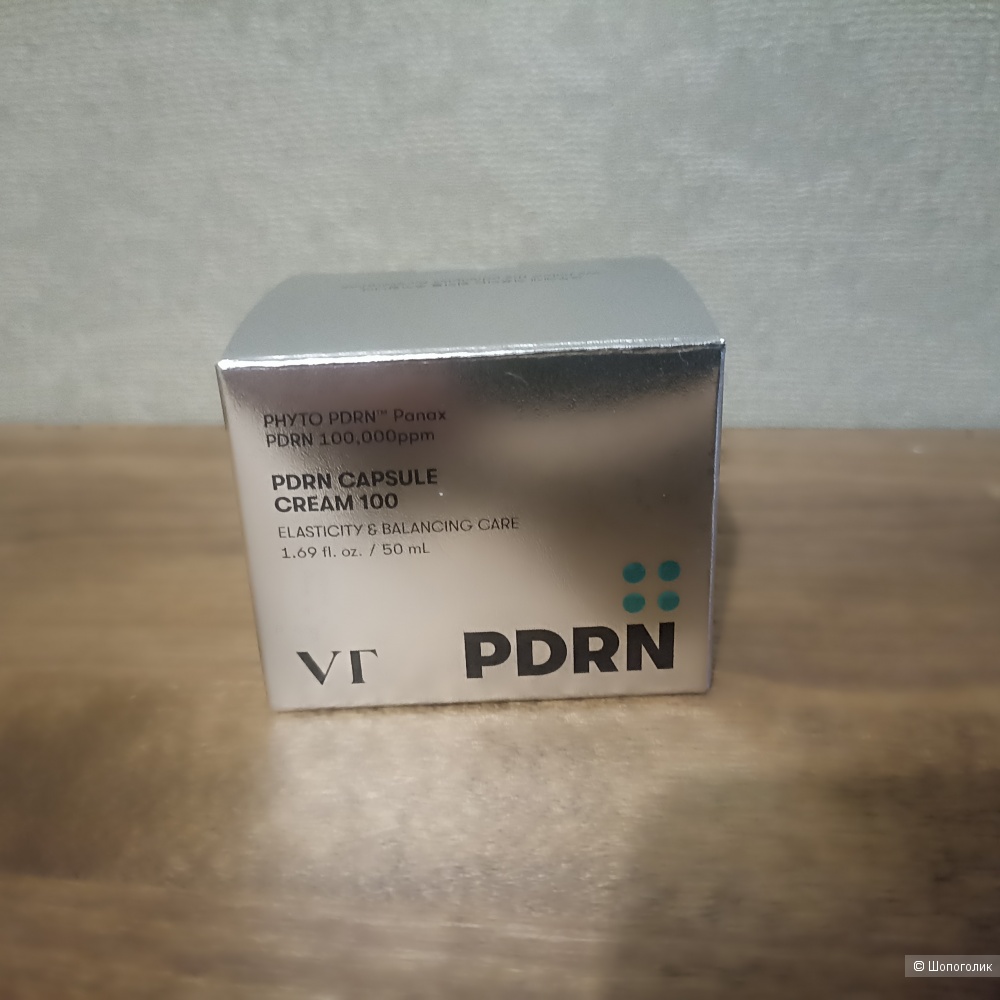 PHYTO PDRN™ Panax
PDRN 100,000ppm
PDRN CAPSULE
CREAM 100
ELASTICITY & BALANCING CARE
1.69 fl. oz. / 50 mL
VT
PDRN
© Шопоголик